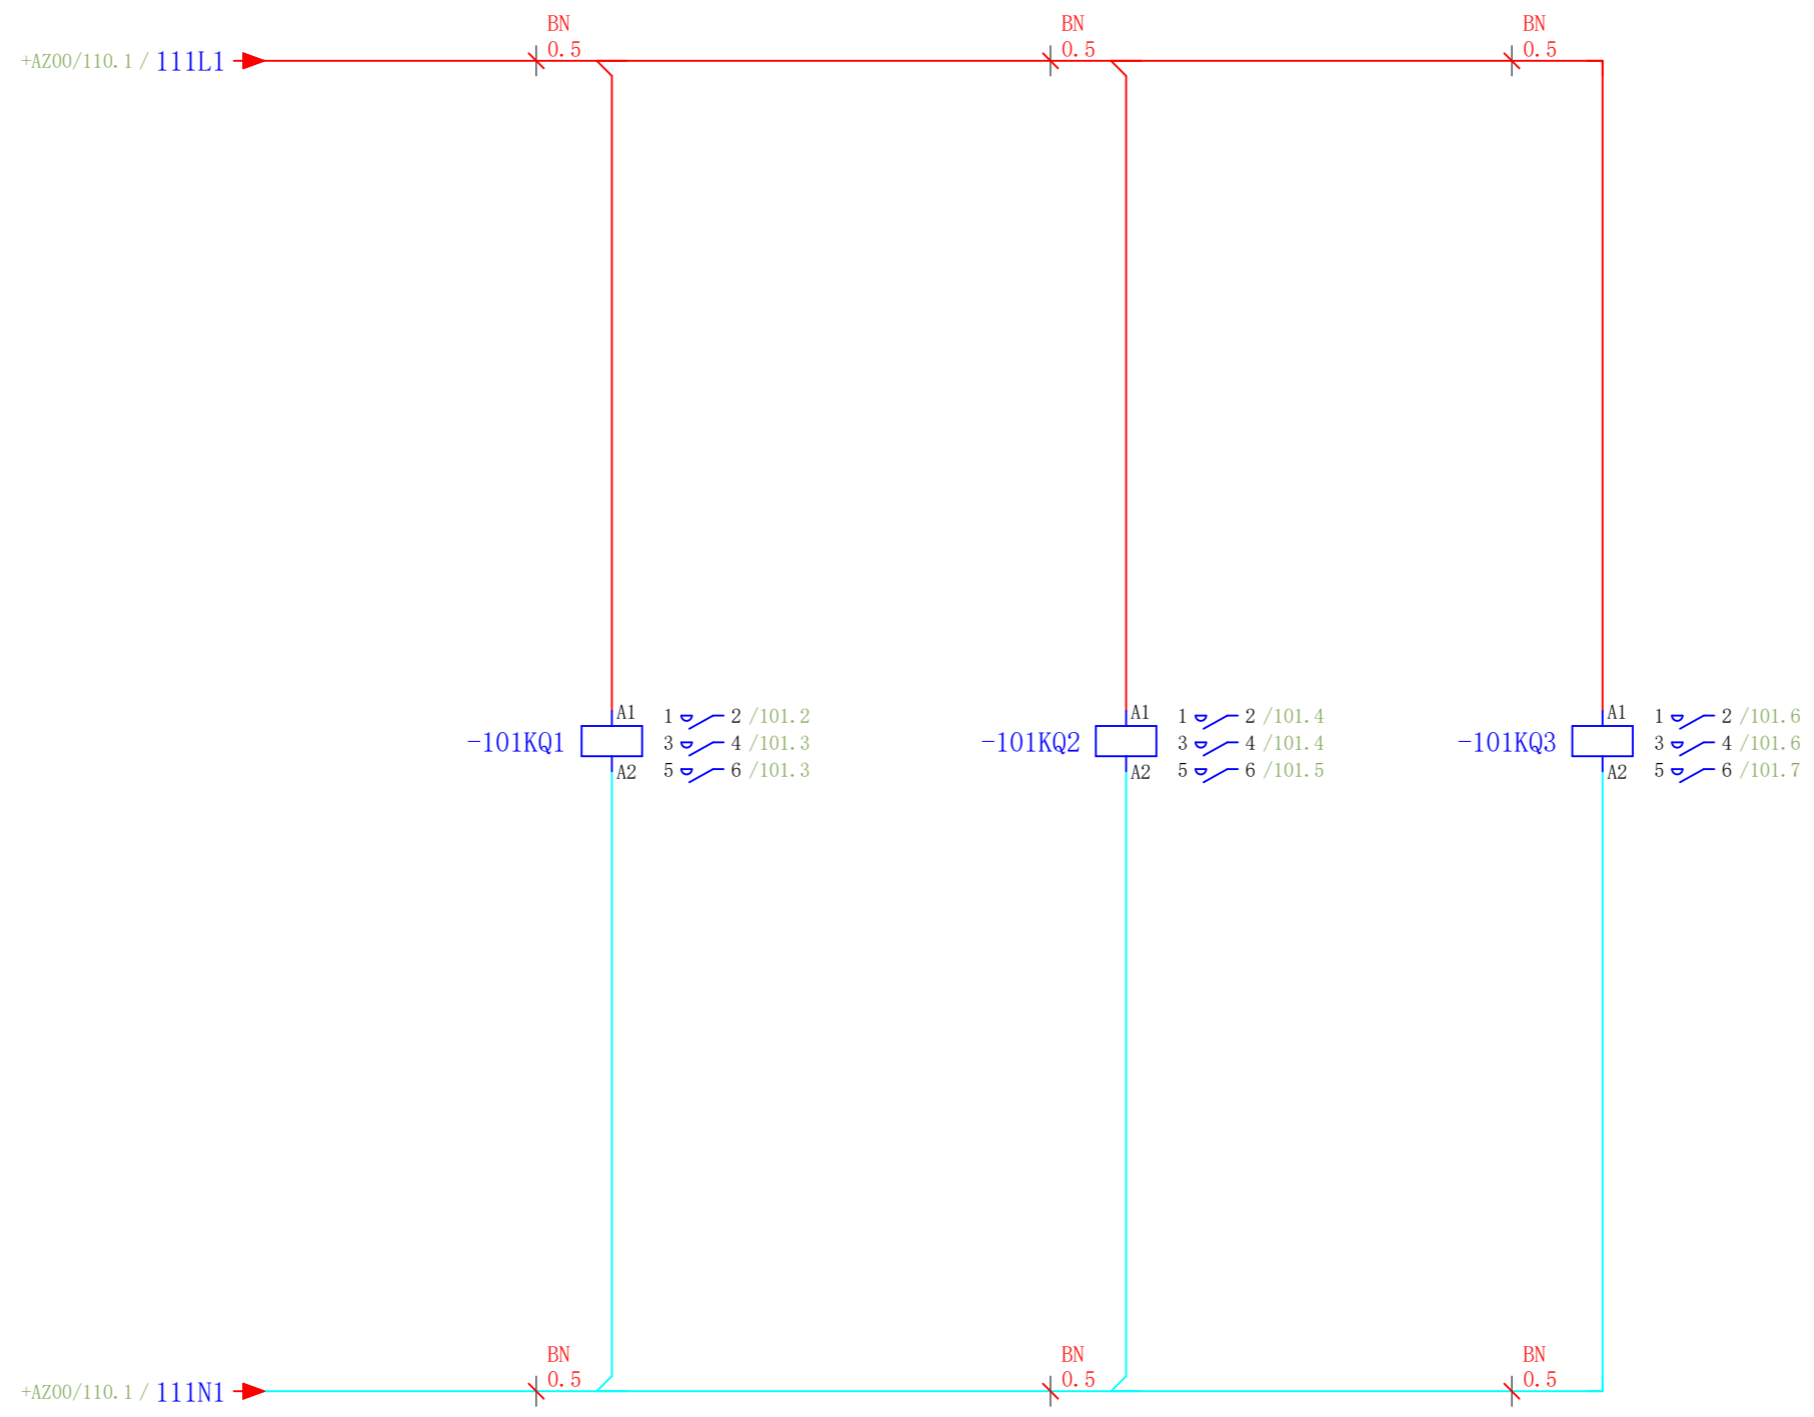 BN
0.5
BN
0.5
BN
0.5
+AZ00/110.1 / 111L1
-101KQ1
A1
A2
1 2 /101.2
3 4 /101.3
5 6 /101.3
-101KQ2
A1
A2
1 2 /101.4
3 4 /101.4
5 6 /101.5
-101KQ3
A1
A2
1 2 /101.6
3 4 /101.6
5 6 /101.7
BN
0.5
BN
0.5
BN
0.5
+AZ00/110.1 / 111N1